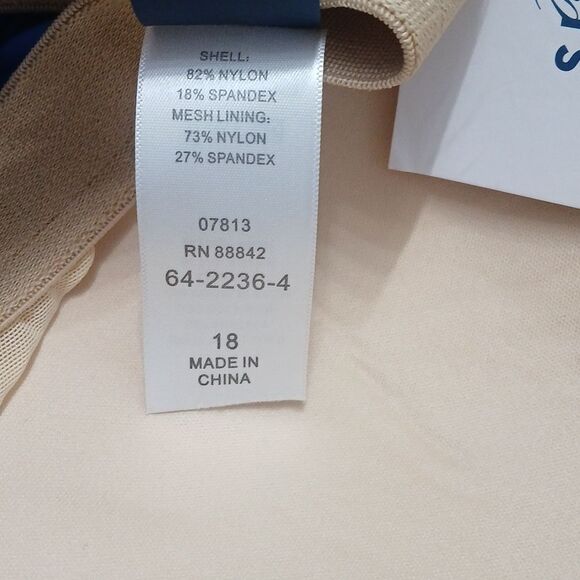 SHELL:
82% NYLON
18% SPANDEX
MESH LINING:
73% NYLON
27% SPANDEX
07813
RN 88842
64-2236-4
18
MADE IN
CHINA